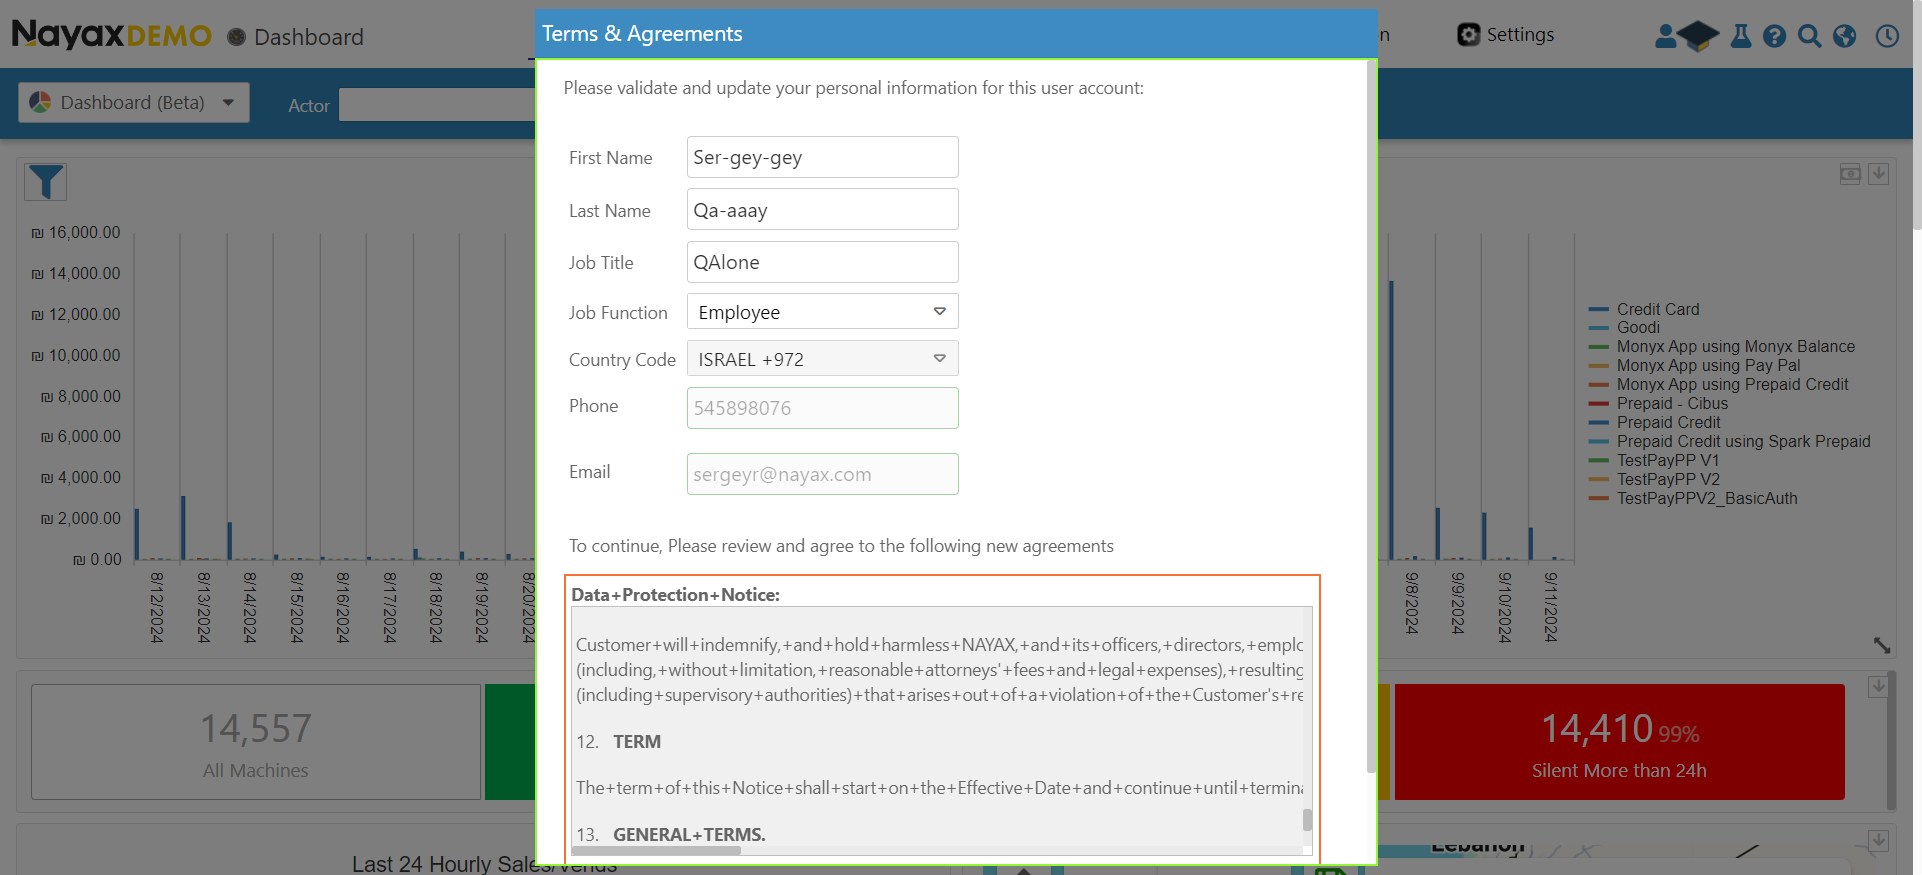 NayaxDEMO Dashboard
Settings
Dashboard (Beta)
Actor
Terms & Agreements
Please validate and update your personal information for this user account:
First Name Ser-gey-gey
Last Name Qa-aaay
Job Title QAlone
Job Function Employee
Country Code ISRAEL +972
Phone 545898076
Email sergeyr@nayax.com
To continue, Please review and agree to the following new agreements
Data+Protection+Notice:
Customer+will+indemnify,+and+hold+harmless+NAYAX,+and+its+officers,+directors,+emplo
(including,+without+limitation,+reasonable+attorneys'+fees+and+legal+expenses),+resulting
(including+supervisory+authorities)+that+arises+out+of+a+violation+of+the+Customer's+re
12. TERM
The+term+of+this+Notice+shall+start+on+the+Effective+Date+and+continue+until+termina
13. GENERAL+TERMS.
₪ 16,000.00
₪ 14,000.00
₪ 12,000.00
₪ 10,000.00
₪ 8,000.00
₪ 6,000.00
₪ 4,000.00
₪ 2,000.00
₪ 0.00
8/12/2024
8/13/2024
8/14/2024
8/15/2024
8/16/2024
8/17/2024
8/18/2024
8/19/2024
8/20/2024
9/8/2024
9/9/2024
9/10/2024
9/11/2024
Credit Card
Goodi
Monyx App using Monyx Balance
Monyx App using Pay Pal
Monyx App using Prepaid Credit
Prepaid - Cibus
Prepaid Credit
Prepaid Credit using Spark Prepaid
TestPayPP V1
TestPayPP V2
TestPayPPV2_BasicAuth
14,557
All Machines
14,410 99%
Silent More than 24h
Last 24 Hourly Sales/Vends
Lebanon